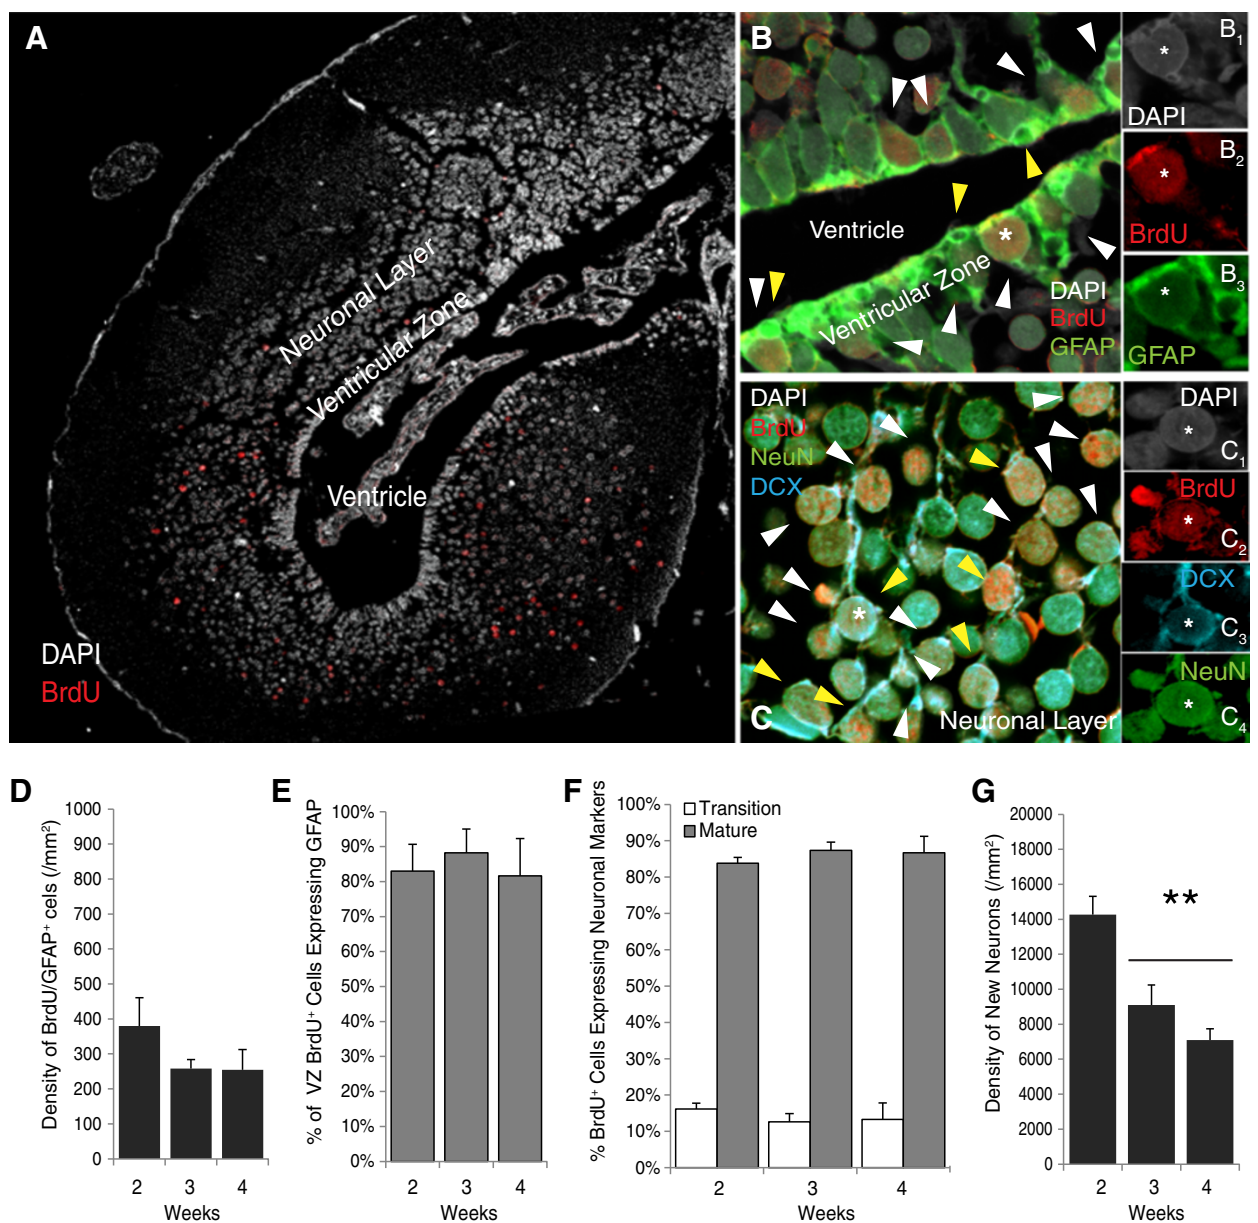 A
Neuronal Layer
Ventricular Zone
Ventricle
DAPI
BrdU
B
Ventricle
Ventricular Zone
*
DAPI
BrdU
GFAP
B1
*
DAPI
B2
*
BrdU
B3
*
GFAP
DAPI
BrdU
NeuN
DCX
*
C
Neuronal Layer
DAPI
*
C1
BrdU
*
C2
DCX
*
C3
NeuN
*
C4
D
Density of BrdU/GFAP+ cells (/mm²)
1000
900
800
700
600
500
400
300
200
100
0
2 3 4
Weeks
E
% of VZ BrdU+ Cells Expressing GFAP
100%
90%
80%
70%
60%
50%
40%
30%
20%
10%
0%
2 3 4
Weeks
F
% BrdU+ Cells Expressing Neuronal Markers
100%
90%
80%
70%
60%
50%
40%
30%
20%
10%
0%
Transition
Mature
2 3 4
Weeks
G
Density of New Neurons (/mm²)
20000
18000
16000
14000
12000
10000
8000
6000
4000
2000
0
**
2 3 4
Weeks